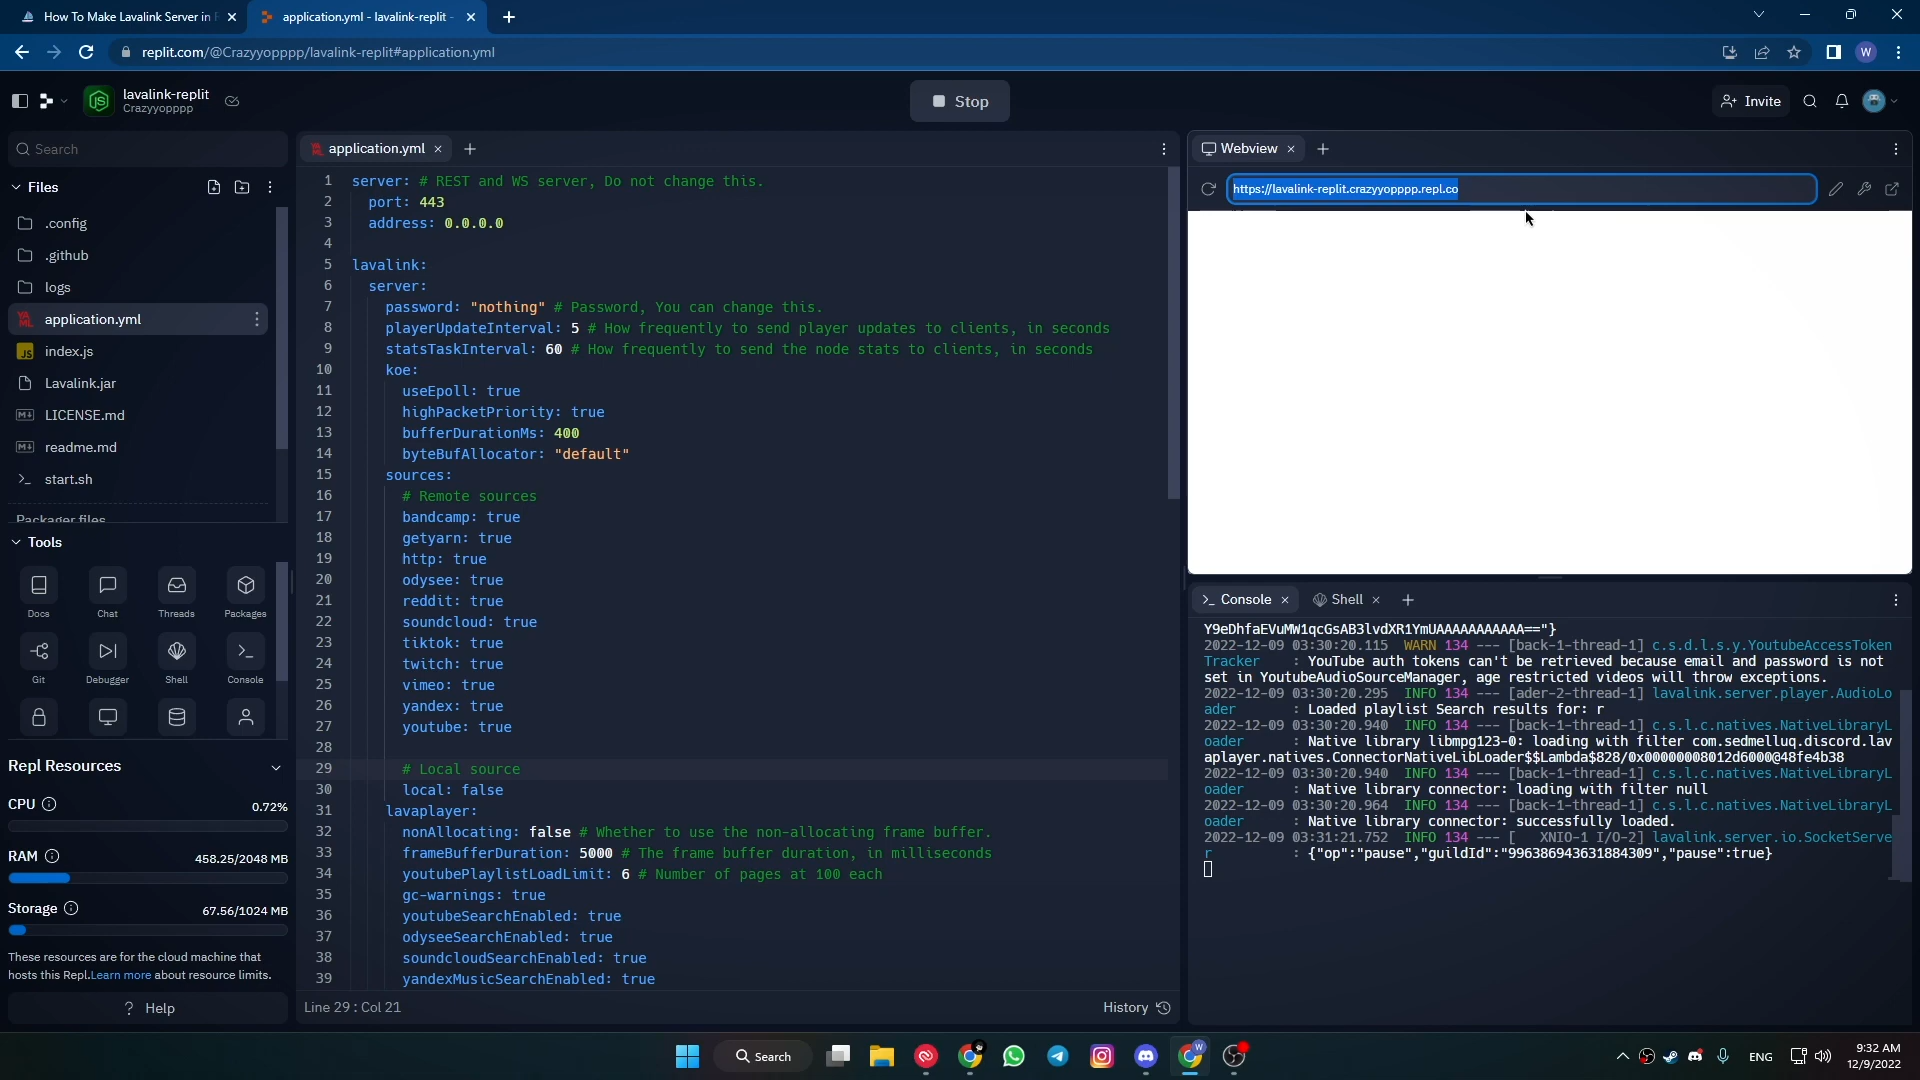 How To Make Lavalink Server in
application.yml - lavalink-replit -
replit.com/@Crazyyopppp/lavalink-replit#application.yml
W
lavalink-replit
Crazyyopppp
Stop
Invite
Search
Files
.config
.github
logs
application.yml
index.js
Lavalink.jar
LICENSE.md
readme.md
start.sh
Packager files
Tools
Docs
Chat
Threads
Packages
Git
Debugger
Shell
Console
Repl Resources
CPU
0.72%
RAM
458.25/2048 MB
Storage
67.56/1024 MB
These resources are for the cloud machine that
hosts this Repl.Learn more about resource limits.
? Help
application.yml
1 server: # REST and WS server, Do not change this.
2 port: 443
3 address: 0.0.0.0
4
5 lavalink:
6 server:
7 password: "nothing" # Password, You can change this.
8 playerUpdateInterval: 5 # How frequently to send player updates to clients, in seconds
9 statsTaskInterval: 60 # How frequently to send the node stats to clients, in seconds
10 koe:
11 useEpoll: true
12 highPacketPriority: true
13 bufferDurationMs: 400
14 byteBufAllocator: "default"
15 sources:
16 # Remote sources
17 bandcamp: true
18 getyarn: true
19 http: true
20 odysee: true
21 reddit: true
22 soundcloud: true
23 tiktok: true
24 twitch: true
25 vimeo: true
26 yandex: true
27 youtube: true
28
29 # Local source
30 local: false
31 lavaplayer:
32 nonAllocating: false # Whether to use the non-allocating frame buffer.
33 frameBufferDuration: 5000 # The frame buffer duration, in milliseconds
34 youtubePlaylistLoadLimit: 6 # Number of pages at 100 each
35 gc-warnings: true
36 youtubeSearchEnabled: true
37 odyseeSearchEnabled: true
38 soundcloudSearchEnabled: true
39 yandexMusicSearchEnabled: true
Line 29 : Col 21
History
Webview
https://lavalink-replit.crazyyopppp.repl.co
Console
Shell
Y9eDhfaEVuMW1qcGsAB3lvdXR1YmUAAAAAAAAAAA=="}
2022-12-09 03:30:20.115 WARN 134 --- [back-1-thread-1] c.s.d.l.s.y.YoutubeAccessToken
Tracker : YouTube auth tokens can't be retrieved because email and password is not
set in YoutubeAudioSourceManager, age restricted videos will throw exceptions.
2022-12-09 03:30:20.295 INFO 134 --- [ader-2-thread-1] lavalink.server.player.AudioLo
ader : Loaded playlist Search results for: r
2022-12-09 03:30:20.940 INFO 134 --- [back-1-thread-1] c.s.l.c.natives.NativeLibraryL
oader : Native library libmpg123-0: loading with filter com.sedmelluq.discord.lav
aplayer.natives.ConnectorNativeLibLoader$$Lambda$828/0x00000008012d6000@48fe4b38
2022-12-09 03:30:20.940 INFO 134 --- [back-1-thread-1] c.s.l.c.natives.NativeLibraryL
oader : Native library connector: loading with filter null
2022-12-09 03:30:20.964 INFO 134 --- [back-1-thread-1] c.s.l.c.natives.NativeLibraryL
oader : Native library connector: successfully loaded.
2022-12-09 03:31:21.752 INFO 134 --- [ XNIO-1 I/O-2] lavalink.server.io.SocketServe
r : {"op":"pause","guildId":"996386943631884309","pause":true}
Search
ENG
9:32 AM
12/9/2022